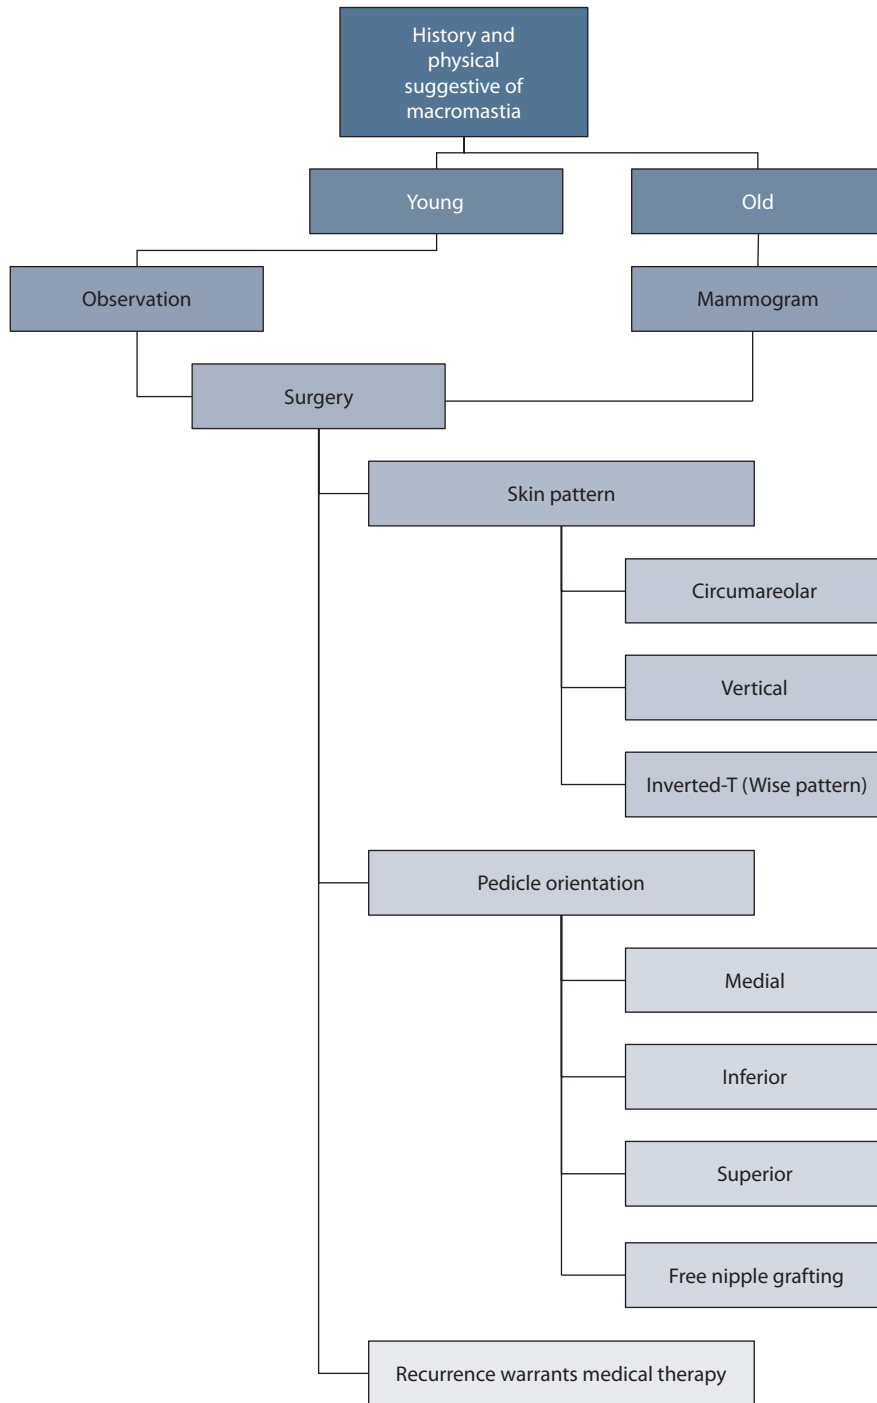 History and
physical
suggestive of
macromastia
Young
Old
Observation
Mammogram
Surgery
Skin pattern
Circumareolar
Vertical
Inverted-T (Wise pattern)
Pedicle orientation
Medial
Inferior
Superior
Free nipple grafting
Recurrence warrants medical therapy